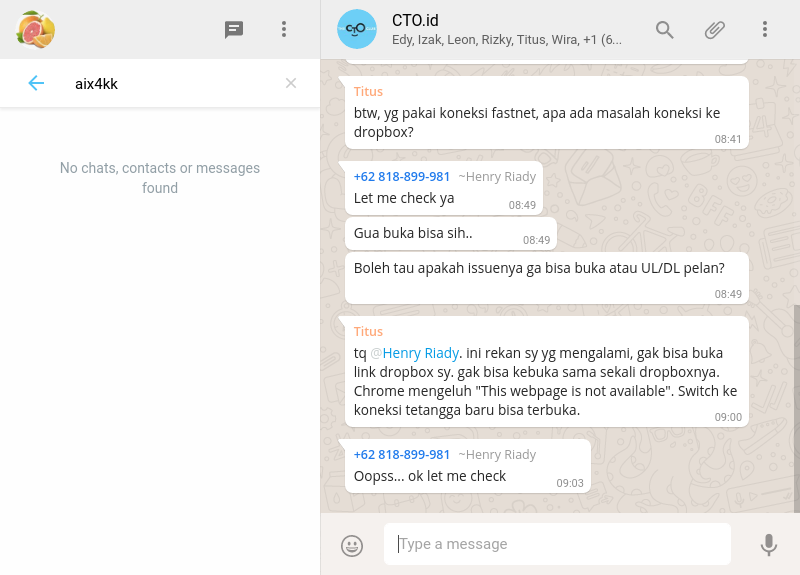 aix4kk
No chats, contacts or messages
found
CTO
CTO.id
Edy, Izak, Leon, Rizky, Titus, Wira, +1 (6...
Titus
btw, yg pakai koneksi fastnet, apa ada masalah koneksi ke
dropbox?
08:41
+62 818-899-981 ~Henry Riady
Let me check ya
08:49
Gua buka bisa sih..
08:49
Boleh tau apakah issuenya ga bisa buka atau UL/DL pelan?
08:49
Titus
tq @Henry Riady. ini rekan sy yg mengalami, gak bisa buka
link dropbox sy. gak bisa kebuka sama sekali dropboxnya.
Chrome mengeluh "This webpage is not available". Switch ke
koneksi tetangga baru bisa terbuka.
09:00
+62 818-899-981 ~Henry Riady
Oopss... ok let me check
09:03
Type a message